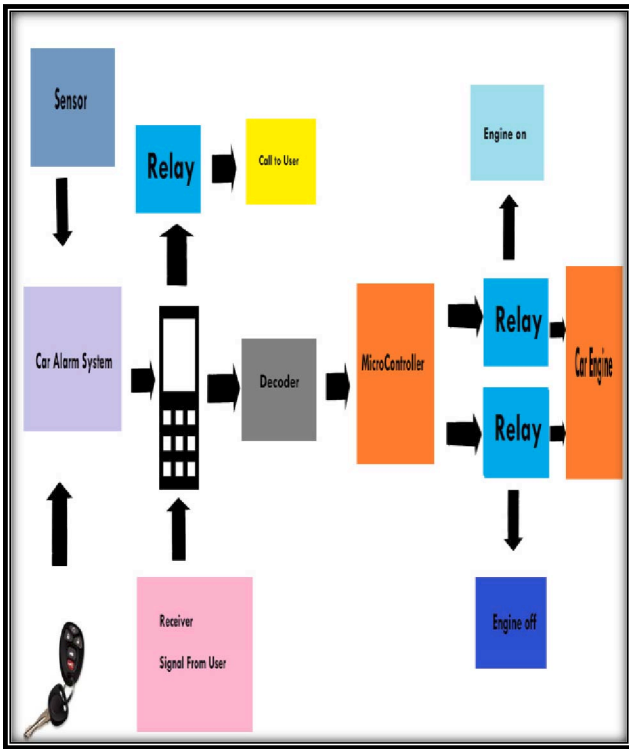 Sensor
Relay
Call to User
Engine on
Car Alarm System
Decoder
MicroController
Relay
Relay
Car Engine
Receiver
Signal From User
Engine off